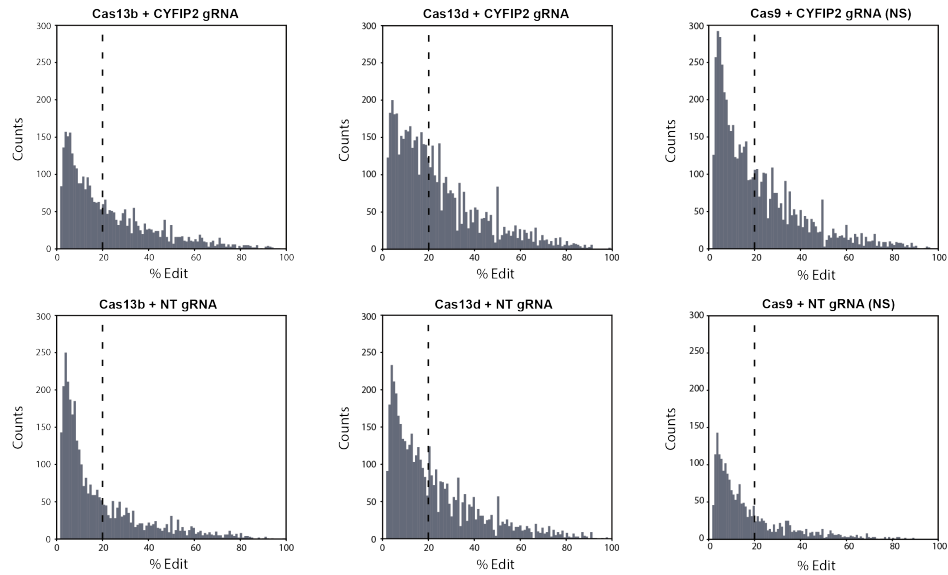 Cas13b + CYFIP2 gRNA
300
250
200
150
100
50
0
Counts
0 20 40 60 80 100
% Edit
Cas13d + CYFIP2 gRNA
300
250
200
150
100
50
0
Counts
0 20 40 60 80 100
% Edit
Cas9 + CYFIP2 gRNA (NS)
300
250
200
150
100
50
0
Counts
0 20 40 60 80 100
% Edit
Cas13b + NT gRNA
300
250
200
150
100
50
0
Counts
0 20 40 60 80 100
% Edit
Cas13d + NT gRNA
300
250
200
150
100
50
0
Counts
0 20 40 60 80 100
% Edit
Cas9 + NT gRNA (NS)
300
250
200
150
100
50
0
Counts
0 20 40 60 80 100
% Edit